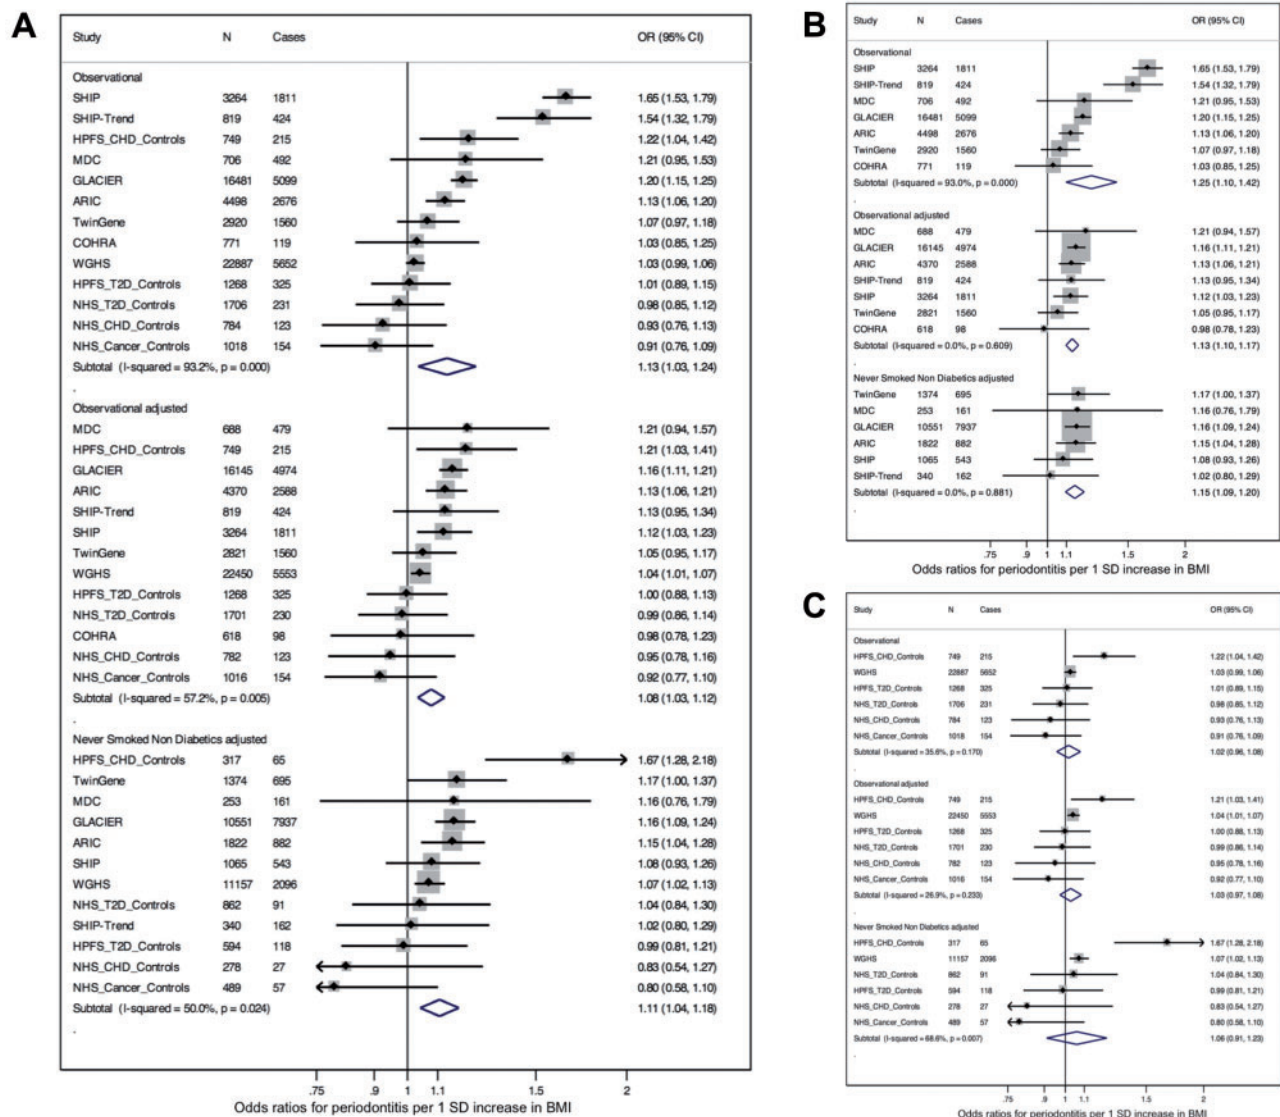 A
Study N Cases OR (95% CI)
Observational
SHIP 3264 1811 1.65 (1.53, 1.79)
SHIP-Trend 819 424 1.54 (1.32, 1.79)
HPFS_CHD_Controls 749 215 1.22 (1.04, 1.42)
MDC 706 492 1.21 (0.95, 1.53)
GLACIER 16481 5099 1.20 (1.15, 1.25)
ARIC 4498 2676 1.13 (1.06, 1.20)
TwinGene 2920 1560 1.07 (0.97, 1.18)
COHRA 771 119 1.03 (0.85, 1.25)
WGHS 22887 5652 1.03 (0.99, 1.06)
HPFS_T2D_Controls 1268 325 1.01 (0.89, 1.15)
NHS_T2D_Controls 1706 231 0.98 (0.85, 1.12)
NHS_CHD_Controls 784 123 0.93 (0.76, 1.13)
NHS_Cancer_Controls 1018 154 0.91 (0.76, 1.09)
Subtotal (I-squared = 93.2%, p = 0.000) 1.13 (1.03, 1.24)
.
Observational adjusted
MDC 688 479 1.21 (0.94, 1.57)
HPFS_CHD_Controls 749 215 1.21 (1.03, 1.41)
GLACIER 16145 4974 1.16 (1.11, 1.21)
ARIC 4370 2588 1.13 (1.06, 1.21)
SHIP-Trend 819 424 1.13 (0.95, 1.34)
SHIP 3264 1811 1.12 (1.03, 1.23)
TwinGene 2821 1560 1.05 (0.95, 1.17)
WGHS 22450 5553 1.04 (1.01, 1.07)
HPFS_T2D_Controls 1268 325 1.00 (0.88, 1.13)
NHS_T2D_Controls 1701 230 0.99 (0.86, 1.14)
COHRA 618 98 0.98 (0.78, 1.23)
NHS_CHD_Controls 782 123 0.95 (0.78, 1.16)
NHS_Cancer_Controls 1016 154 0.92 (0.77, 1.10)
Subtotal (I-squared = 57.2%, p = 0.005) 1.08 (1.03, 1.12)
.
Never Smoked Non Diabetics adjusted
HPFS_CHD_Controls 317 65 1.67 (1.28, 2.18)
TwinGene 1374 695 1.17 (1.00, 1.37)
MDC 253 161 1.16 (0.76, 1.79)
GLACIER 10551 7937 1.16 (1.09, 1.24)
ARIC 1822 882 1.15 (1.04, 1.28)
SHIP 1065 543 1.08 (0.93, 1.26)
WGHS 11157 2096 1.07 (1.02, 1.13)
NHS_T2D_Controls 862 91 1.04 (0.84, 1.30)
SHIP-Trend 340 162 1.02 (0.80, 1.29)
HPFS_T2D_Controls 594 118 0.99 (0.81, 1.21)
NHS_CHD_Controls 278 27 0.83 (0.54, 1.27)
NHS_Cancer_Controls 489 57 0.80 (0.58, 1.10)
Subtotal (I-squared = 50.0%, p = 0.024) 1.11 (1.04, 1.18)
.
.75 .9 1 1.1 1.5 2
Odds ratios for periodontitis per 1 SD increase in BMI
B
Study N Cases OR (95% CI)
Observational
SHIP 3264 1811 1.65 (1.53, 1.79)
SHIP-Trend 819 424 1.54 (1.32, 1.79)
MDC 706 492 1.21 (0.95, 1.53)
GLACIER 16481 5099 1.20 (1.15, 1.25)
ARIC 4498 2676 1.13 (1.06, 1.20)
TwinGene 2920 1560 1.07 (0.97, 1.18)
COHRA 771 119 1.03 (0.85, 1.25)
Subtotal (I-squared = 93.0%, p = 0.000) 1.25 (1.10, 1.42)
.
Observational adjusted
MDC 688 479 1.21 (0.94, 1.57)
GLACIER 16145 4974 1.16 (1.11, 1.21)
ARIC 4370 2588 1.13 (1.06, 1.21)
SHIP-Trend 819 424 1.13 (0.95, 1.34)
SHIP 3264 1811 1.12 (1.03, 1.23)
TwinGene 2821 1560 1.05 (0.95, 1.17)
COHRA 618 98 0.98 (0.78, 1.23)
Subtotal (I-squared = 0.0%, p = 0.609) 1.13 (1.10, 1.17)
.
Never Smoked Non Diabetics adjusted
TwinGene 1374 695 1.17 (1.00, 1.37)
MDC 253 161 1.16 (0.76, 1.79)
GLACIER 10551 7937 1.16 (1.09, 1.24)
ARIC 1822 882 1.15 (1.04, 1.28)
SHIP 1065 543 1.08 (0.93, 1.26)
SHIP-Trend 340 162 1.02 (0.80, 1.29)
Subtotal (I-squared = 0.0%, p = 0.881) 1.15 (1.09, 1.20)
.
.75 .9 1 1.1 1.5 2
Odds ratios for periodontitis per 1 SD increase in BMI
C
Study N Cases OR (95% CI)
Observational
HPFS_CHD_Controls 749 215 1.22 (1.04, 1.42)
WGHS 22887 5652 1.03 (0.99, 1.06)
HPFS_T2D_Controls 1268 325 1.01 (0.89, 1.15)
NHS_T2D_Controls 1706 231 0.98 (0.85, 1.12)
NHS_CHD_Controls 784 123 0.93 (0.76, 1.13)
NHS_Cancer_Controls 1018 154 0.91 (0.76, 1.09)
Subtotal (I-squared = 35.6%, p = 0.170) 1.02 (0.96, 1.08)
.
Observational adjusted
HPFS_CHD_Controls 749 215 1.21 (1.03, 1.41)
WGHS 22450 5553 1.04 (1.01, 1.07)
HPFS_T2D_Controls 1268 325 1.00 (0.88, 1.13)
NHS_T2D_Controls 1701 230 0.99 (0.86, 1.14)
NHS_CHD_Controls 782 123 0.95 (0.78, 1.16)
NHS_Cancer_Controls 1016 154 0.92 (0.77, 1.10)
Subtotal (I-squared = 26.9%, p = 0.233) 1.03 (0.97, 1.08)
.
Never Smoked Non Diabetics adjusted
HPFS_CHD_Controls 317 65 1.67 (1.28, 2.18)
WGHS 11157 2096 1.07 (1.02, 1.13)
NHS_T2D_Controls 862 91 1.04 (0.84, 1.30)
HPFS_T2D_Controls 594 118 0.99 (0.81, 1.21)
NHS_CHD_Controls 278 27 0.83 (0.54, 1.27)
NHS_Cancer_Controls 489 57 0.80 (0.58, 1.10)
Subtotal (I-squared = 68.6%, p = 0.007) 1.06 (0.91, 1.23)
.
.75 .9 1 1.1 1.5 2
Odds ratios for periodontitis per 1 SD increase in BMI